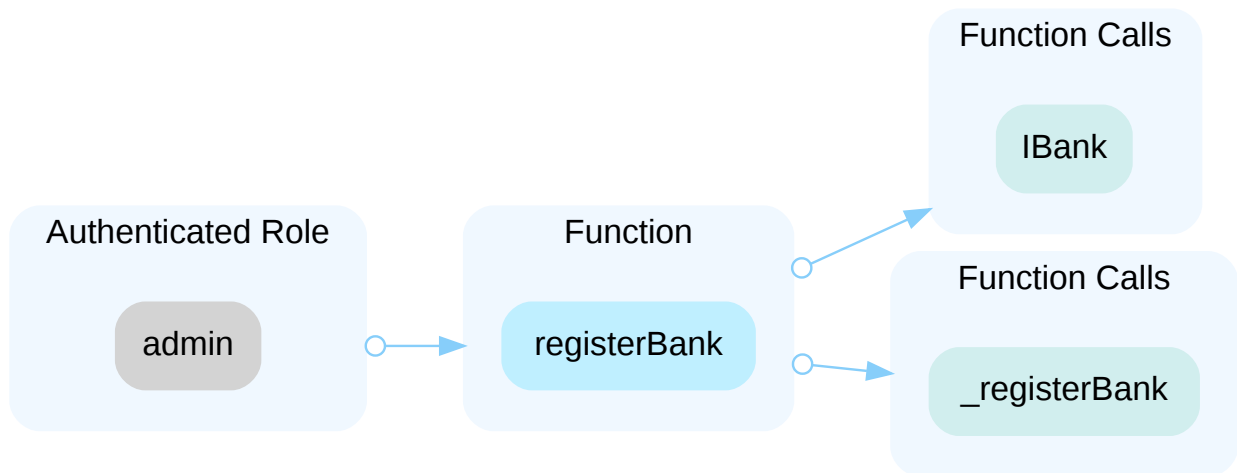 Authenticated Role
admin
Function
registerBank
Function Calls
IBank
Function Calls
_registerBank